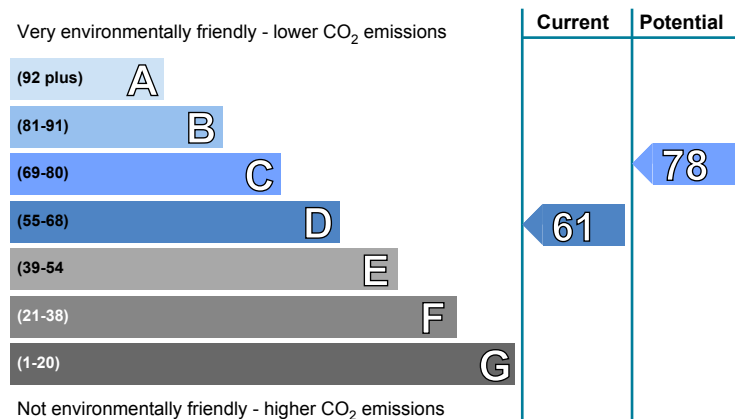 Very environmentally friendly - lower CO2 emissions
Current
Potential
(92 plus) A
(81-91) B
(69-80) C
78
(55-68) D
61
(39-54 E
(21-38) F
(1-20) G
Not environmentally friendly - higher CO2 emissions